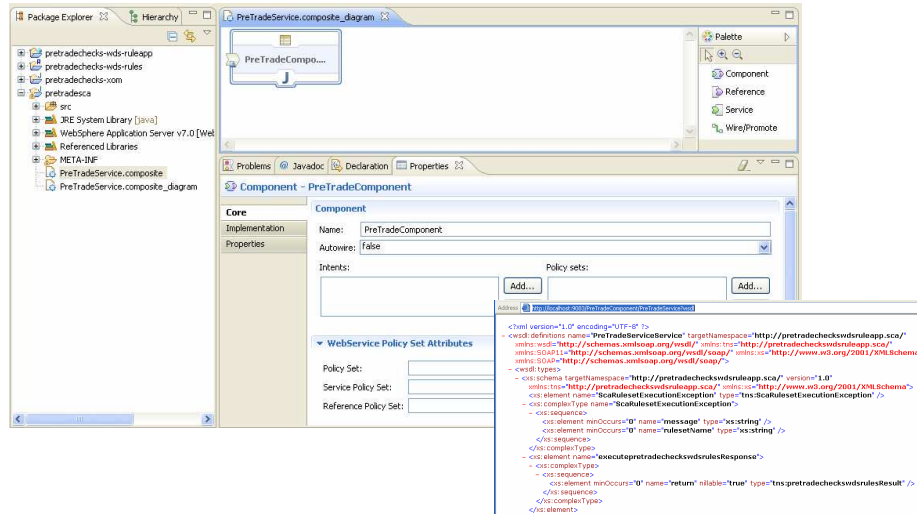 Package Explorer
Hierarchy
pretradechecks-wds-ruleapp
pretradechecks-wds-rules
pretradechecks-xom
pretradesca
src
JRE System Library [java]
WebSphere Application Server v7.0 [Wel
Referenced Libraries
META-INF
PreTradeService.composite
PreTradeService.composite_diagram
PreTradeService.composite_diagram
PreTradeCompo....
J
Palette
Component
Reference
Service
Wire/Promote
Problems
@ Javadoc
Declaration
Properties
Component - PreTradeComponent
Core
Implementation
Properties
Component
Name: PreTradeComponent
Autowire: false
Intents:
Add...
Policy sets:
Add...
WebService Policy Set Attributes
Policy Set:
Service Policy Set:
Reference Policy Set:
Address http://localhost:9083/PreTradeComponent/PreTradeService?wsdl
<?xml version="1.0" encoding="UTF-8" ?>
- <wsdl:definitions name="PreTradeServiceService" targetNamespace="http://pretradecheckswdsruleapp.sca/"
xmlns:wsdl="http://schemas.xmlsoap.org/wsdl/" xmlns:tns="http://pretradecheckswdsruleapp.sca/"
xmlns:SOAP11="http://schemas.xmlsoap.org/wsdl/soap/" xmlns:xs="http://www.w3.org/2001/XMLSchema
xmlns:SOAP="http://schemas.xmlsoap.org/wsdl/soap/">
- <wsdl:types>
- <xs:schema targetNamespace="http://pretradecheckswdsruleapp.sca/" version="1.0"
xmlns:tns="http://pretradecheckswdsruleapp.sca/" xmlns:xs="http://www.w3.org/2001/XMLSchema">
<xs:element name="ScaRulesetExecutionException" type="tns:ScaRulesetExecutionException" />
- <xs:complexType name="ScaRulesetExecutionException">
- <xs:sequence>
<xs:element minOccurs="0" name="message" type="xs:string" />
<xs:element minOccurs="0" name="rulesetName" type="xs:string" />
</xs:sequence>
</xs:complexType>
- <xs:element name="executepretradecheckswdsrulesResponse">
- <xs:complexType>
- <xs:sequence>
<xs:element minOccurs="0" name="return" nillable="true" type="tns:pretradecheckswdsrulesResult" />
</xs:sequence>
</xs:complexType>
</xs:element>